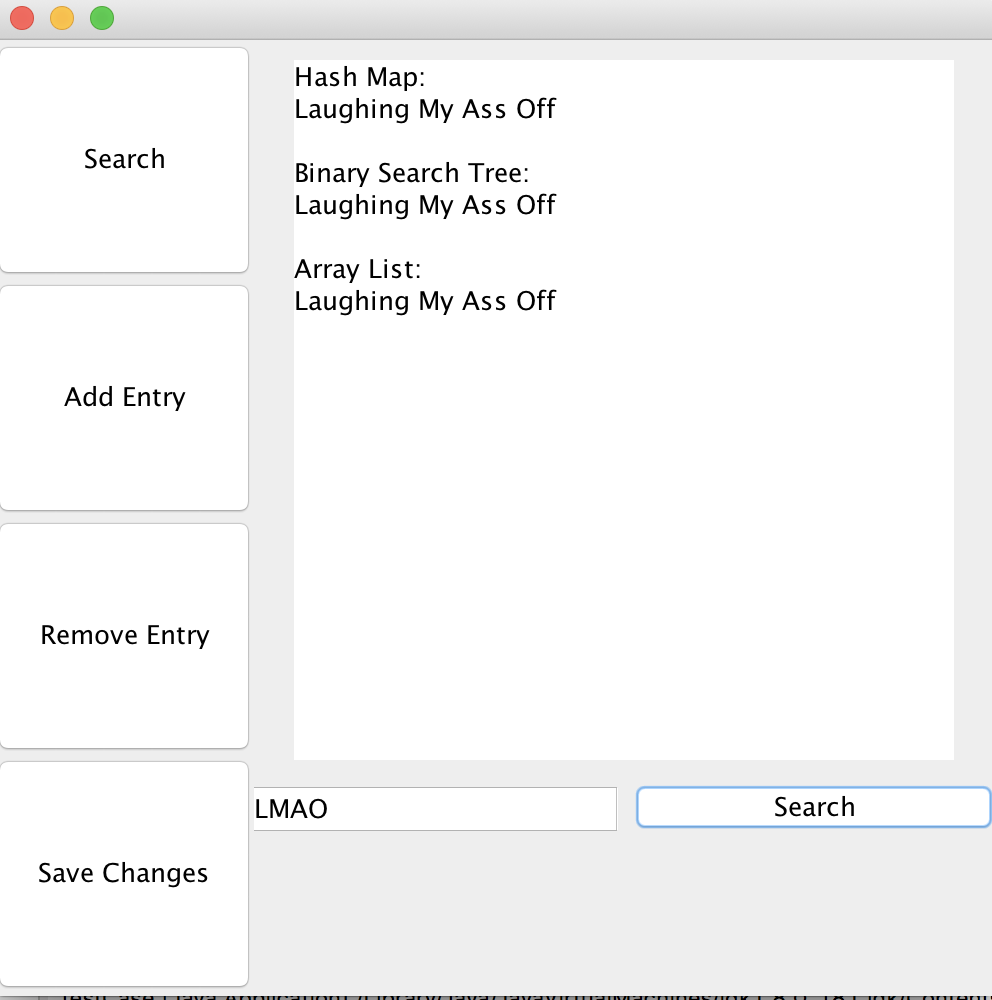 Search
Add Entry
Remove Entry
Save Changes
Hash Map:
Laughing My Ass Off
Binary Search Tree:
Laughing My Ass Off
Array List:
Laughing My Ass Off
LMAO
Search